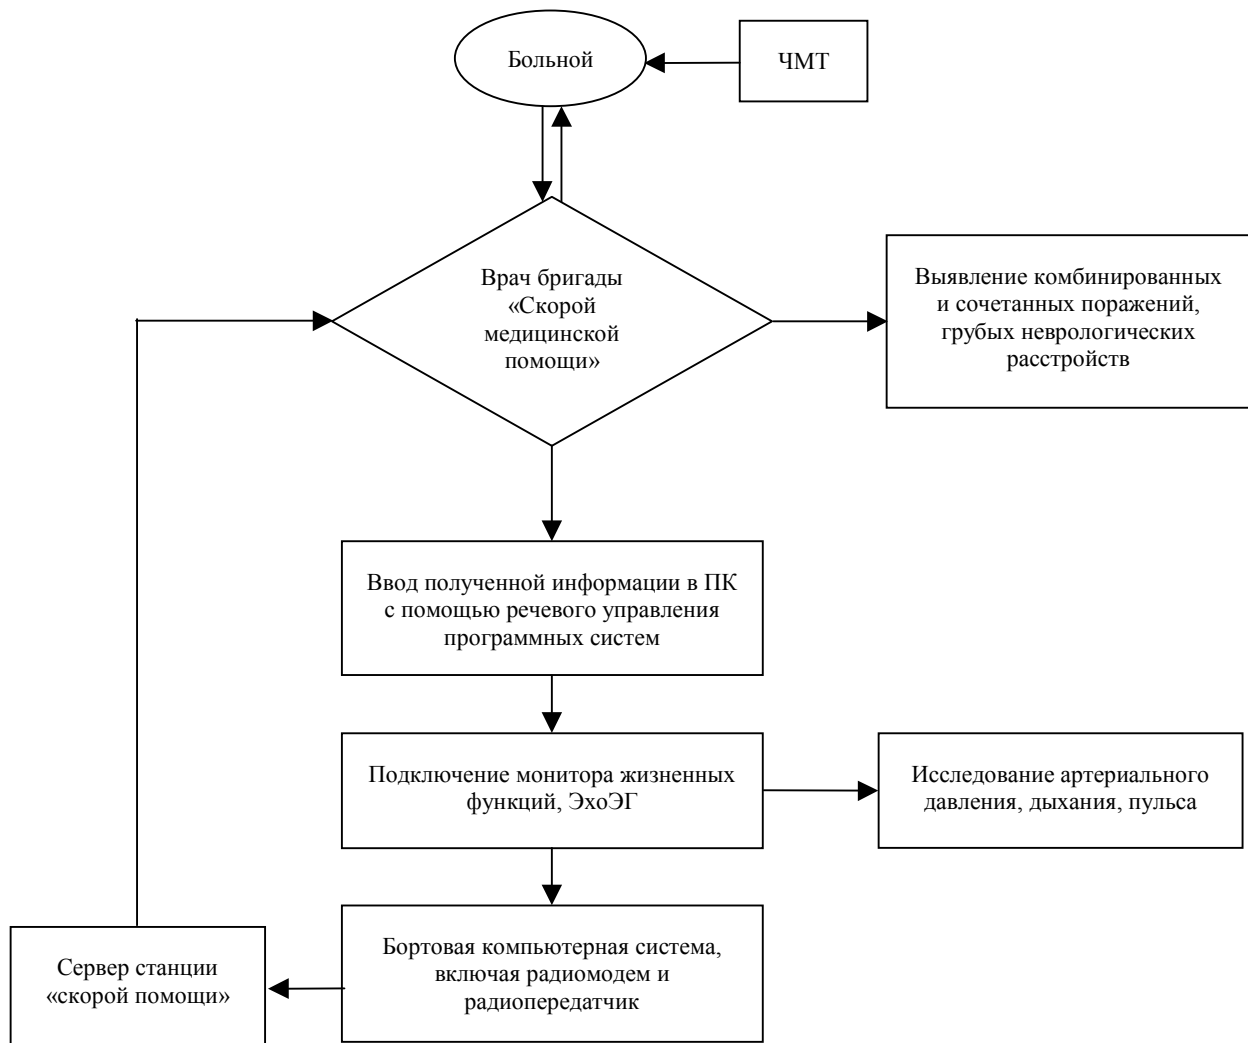 Больной
ЧМТ
Врач бригады
«Скорой
медицинской
помощи»
Выявление комбинированных
и сочетанных поражений,
грубых неврологических
расстройств
Ввод полученной информации в ПК
с помощью речевого управления
программных систем
Подключение монитора жизненных
функций, ЭхоЭГ
Исследование артериального
давления, дыхания, пульса
Бортовая компьютерная система,
включая радиомодем и
радиопередатчик
Сервер станции
«скорой помощи»